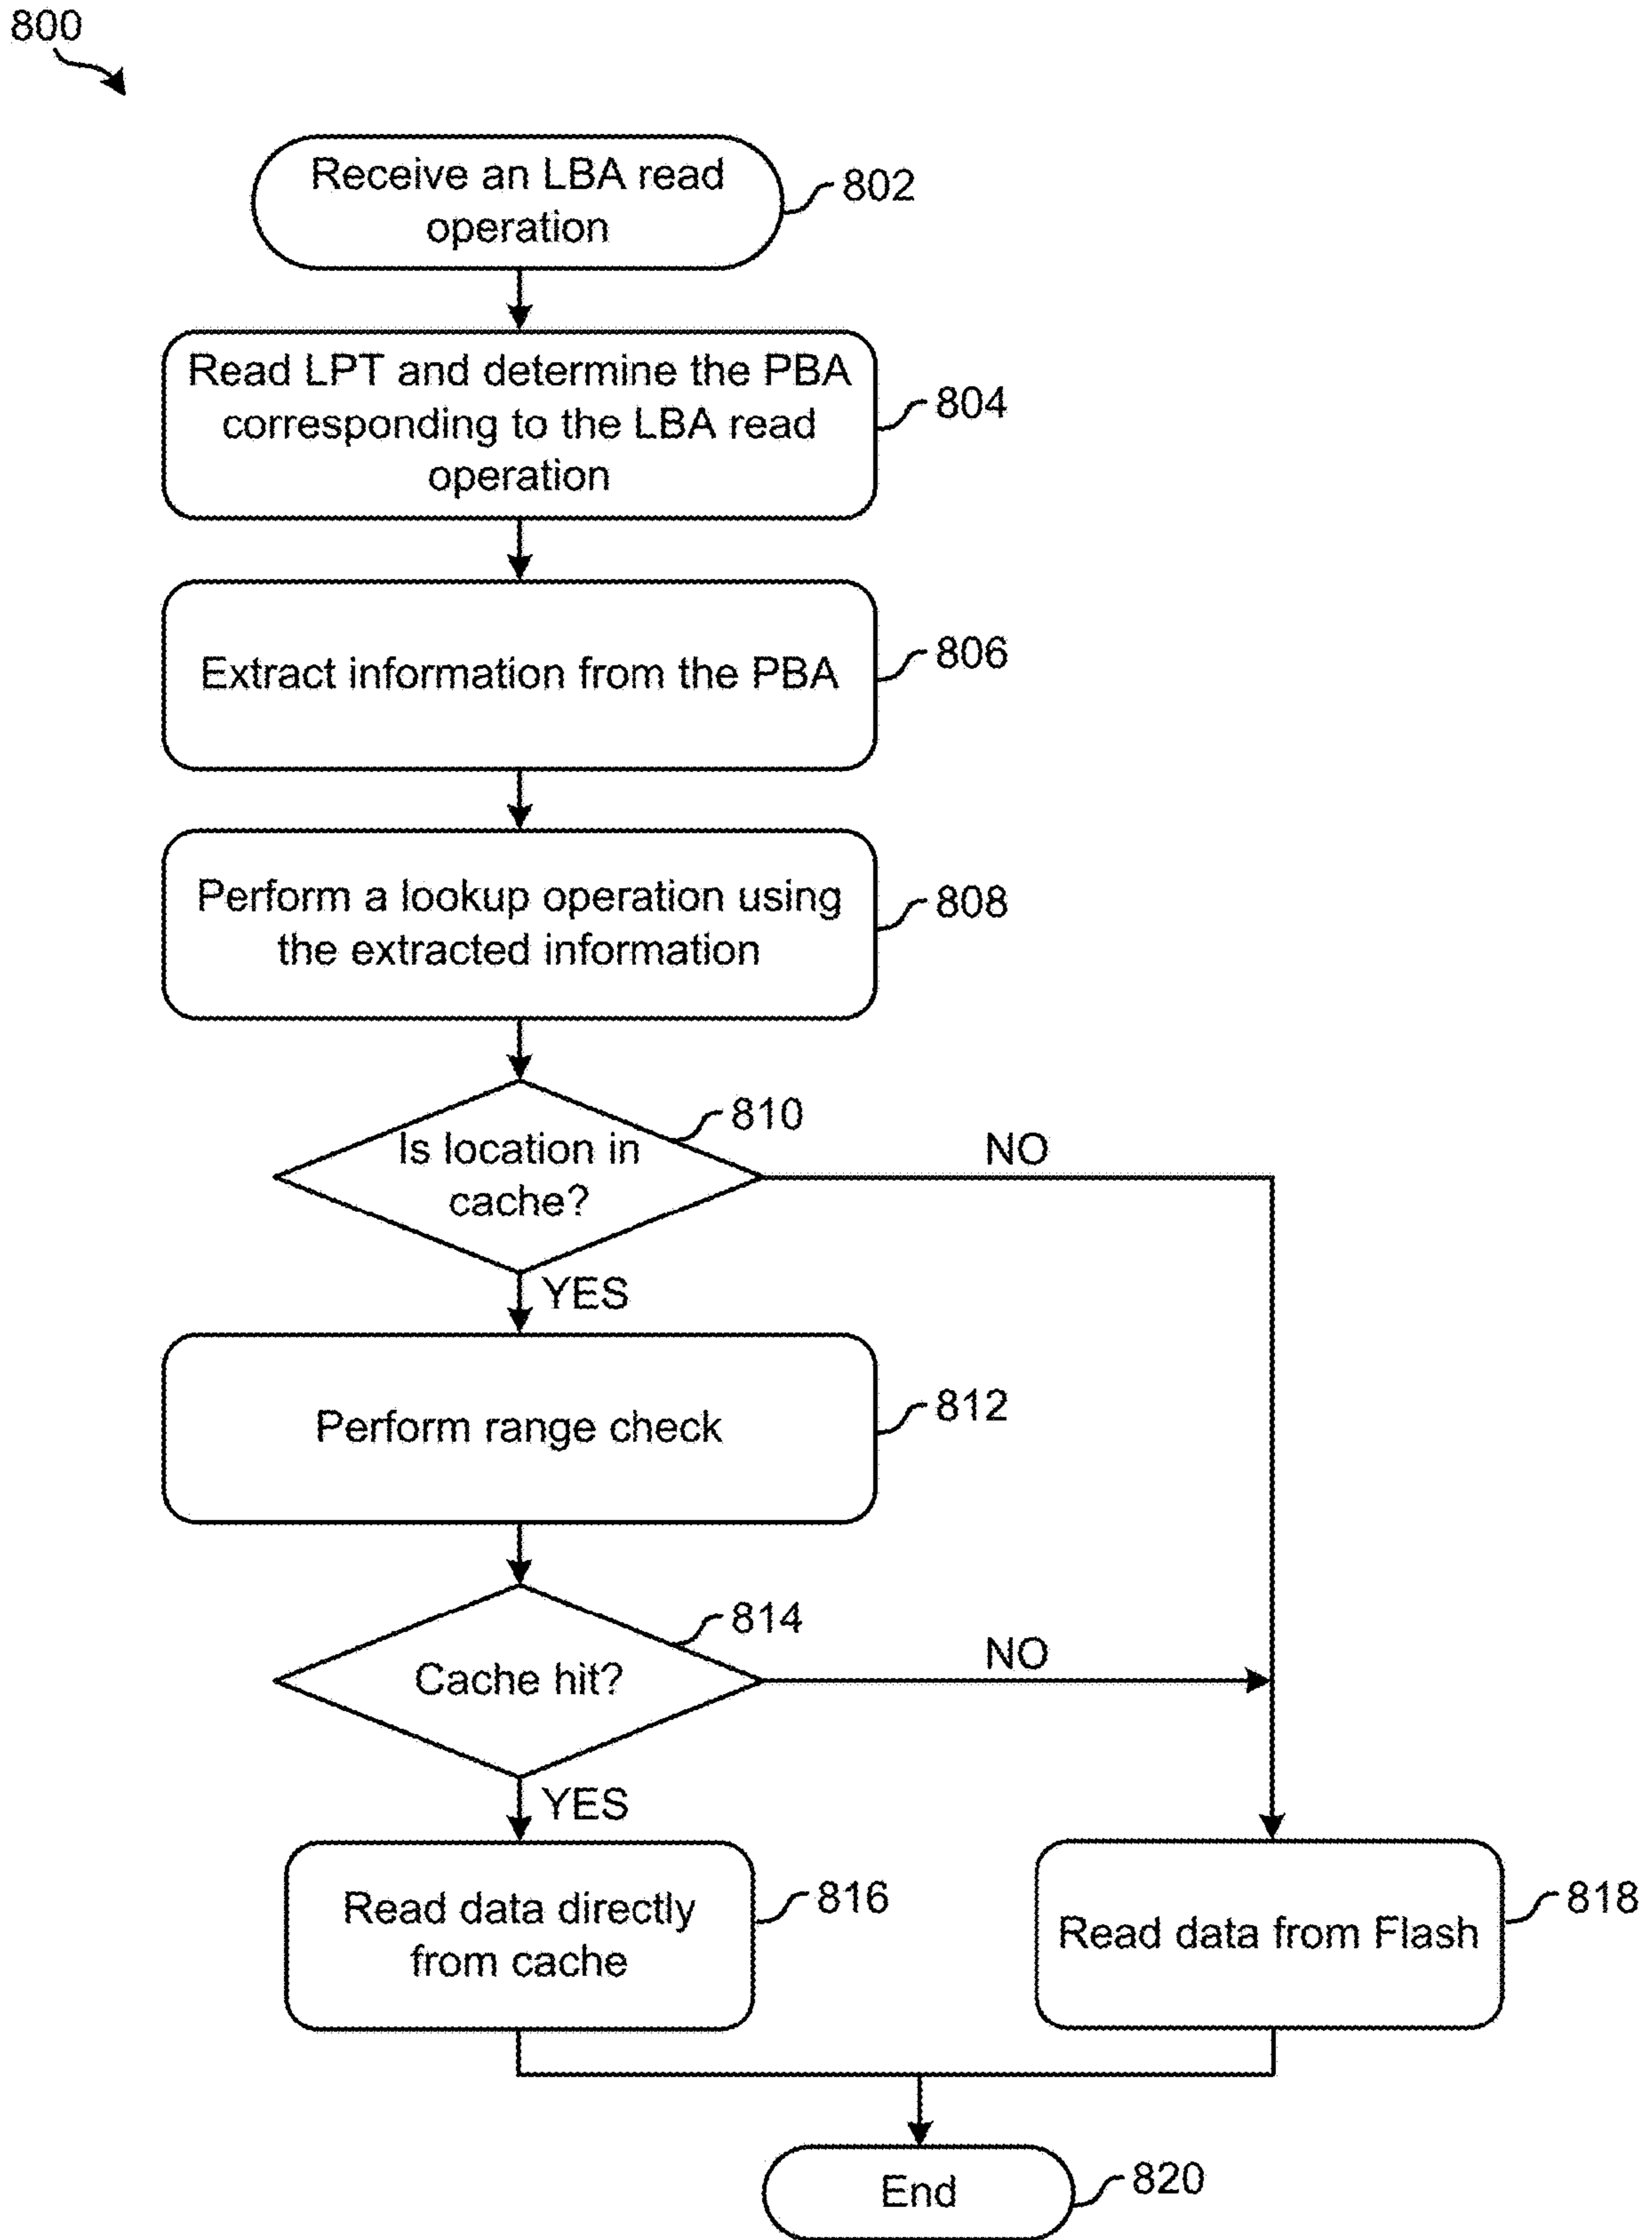 800
Receive an LBA read
operation
802
Read LPT and determine the PBA
corresponding to the LBA read
operation
804
Extract information from the PBA
806
Perform a lookup operation using
the extracted information
808
Is location in
cache?
810
NO
YES
Perform range check
812
Cache hit?
814
NO
YES
Read data directly
from cache
816
Read data from Flash
818
End
820